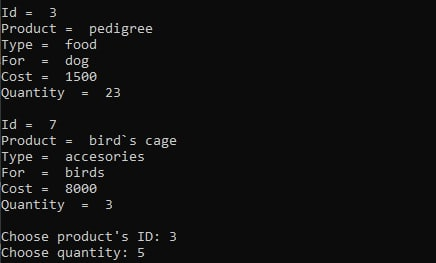 Id =  3
Product =  pedigree
Type =  food
For  =  dog
Cost =  1500
Quantity  =  23

Id =  7
Product =  bird`s cage
Type =  accesories
For  =  birds
Cost =  8000
Quantity  =  3

Choose product's ID: 3
Choose quantity: 5